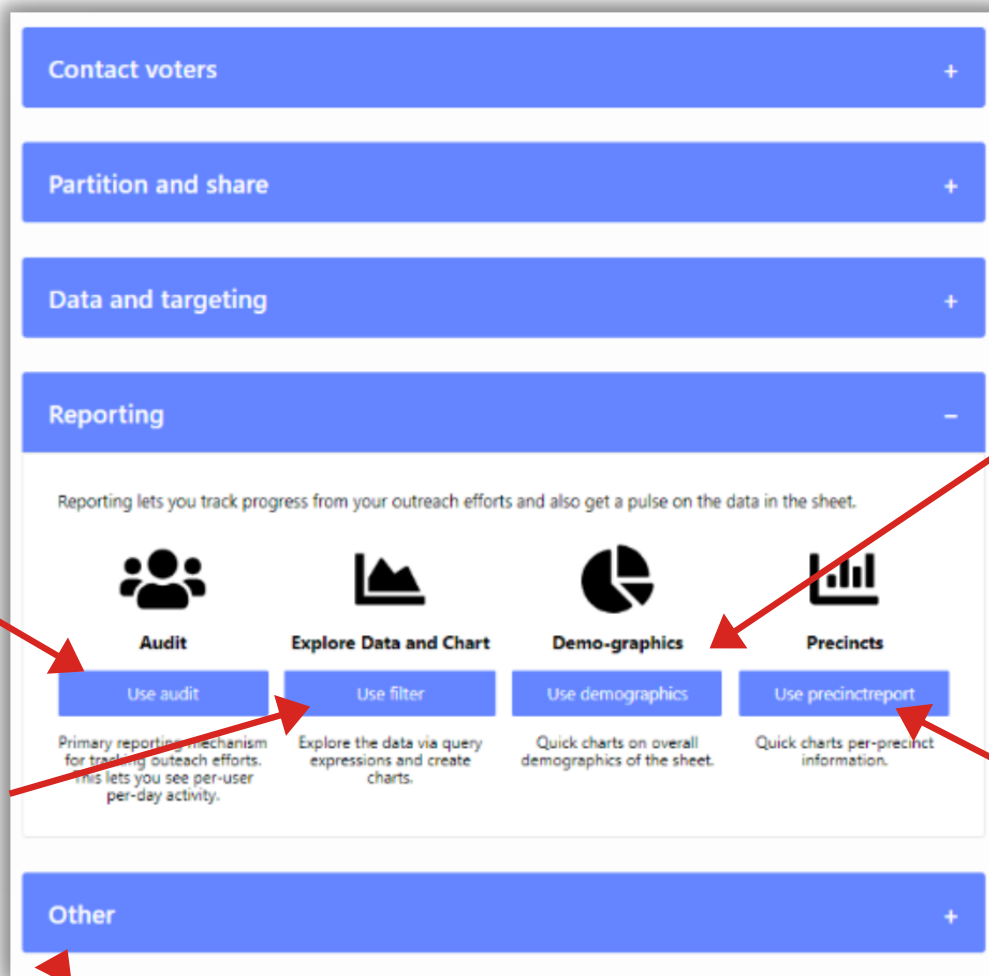 Contact voters +
Partition and share +
Data and targeting +
Reporting –
Reporting lets you track progress from your outreach efforts and also get a pulse on the data in the sheet.
Audit
Use audit
Primary reporting mechanism
for tracking outeach efforts.
This lets you see per-user
per-day activity.
Explore Data and Chart
Use filter
Explore the data via query
expressions and create
charts.
Demo-graphics
Use demographics
Quick charts on overall
demographics of the sheet.
Precincts
Use precinctreport
Quick charts per-precinct
information.
Other +